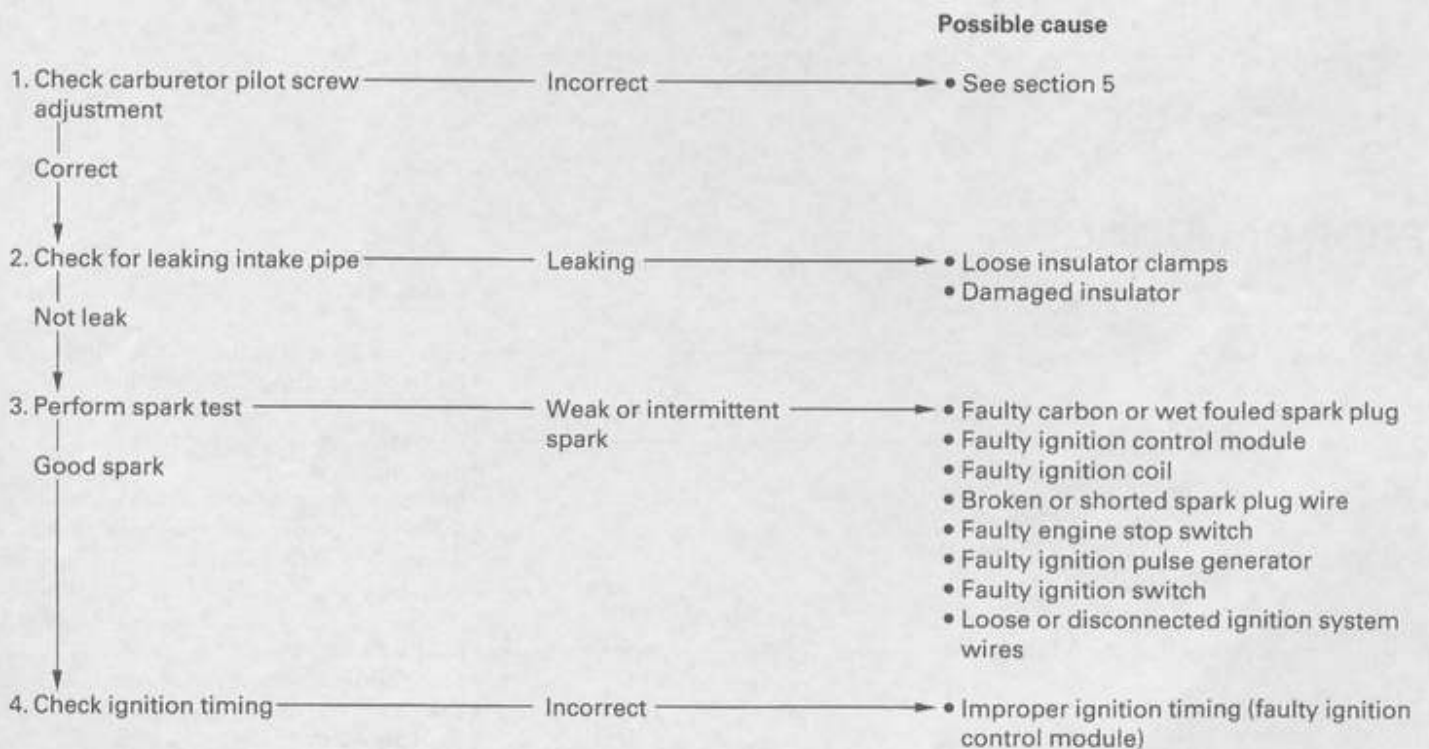 Possible cause
1. Check carburetor pilot screw adjustment
Incorrect
• See section 5
Correct
2. Check for leaking intake pipe
Leaking
• Loose insulator clamps
• Damaged insulator
Not leak
3. Perform spark test
Weak or intermittent
spark
• Faulty carbon or wet fouled spark plug
• Faulty ignition control module
• Faulty ignition coil
• Broken or shorted spark plug wire
• Faulty engine stop switch
• Faulty ignition pulse generator
• Faulty ignition switch
• Loose or disconnected ignition system
wires
Good spark
4. Check ignition timing
Incorrect
• Improper ignition timing (faulty ignition
control module)